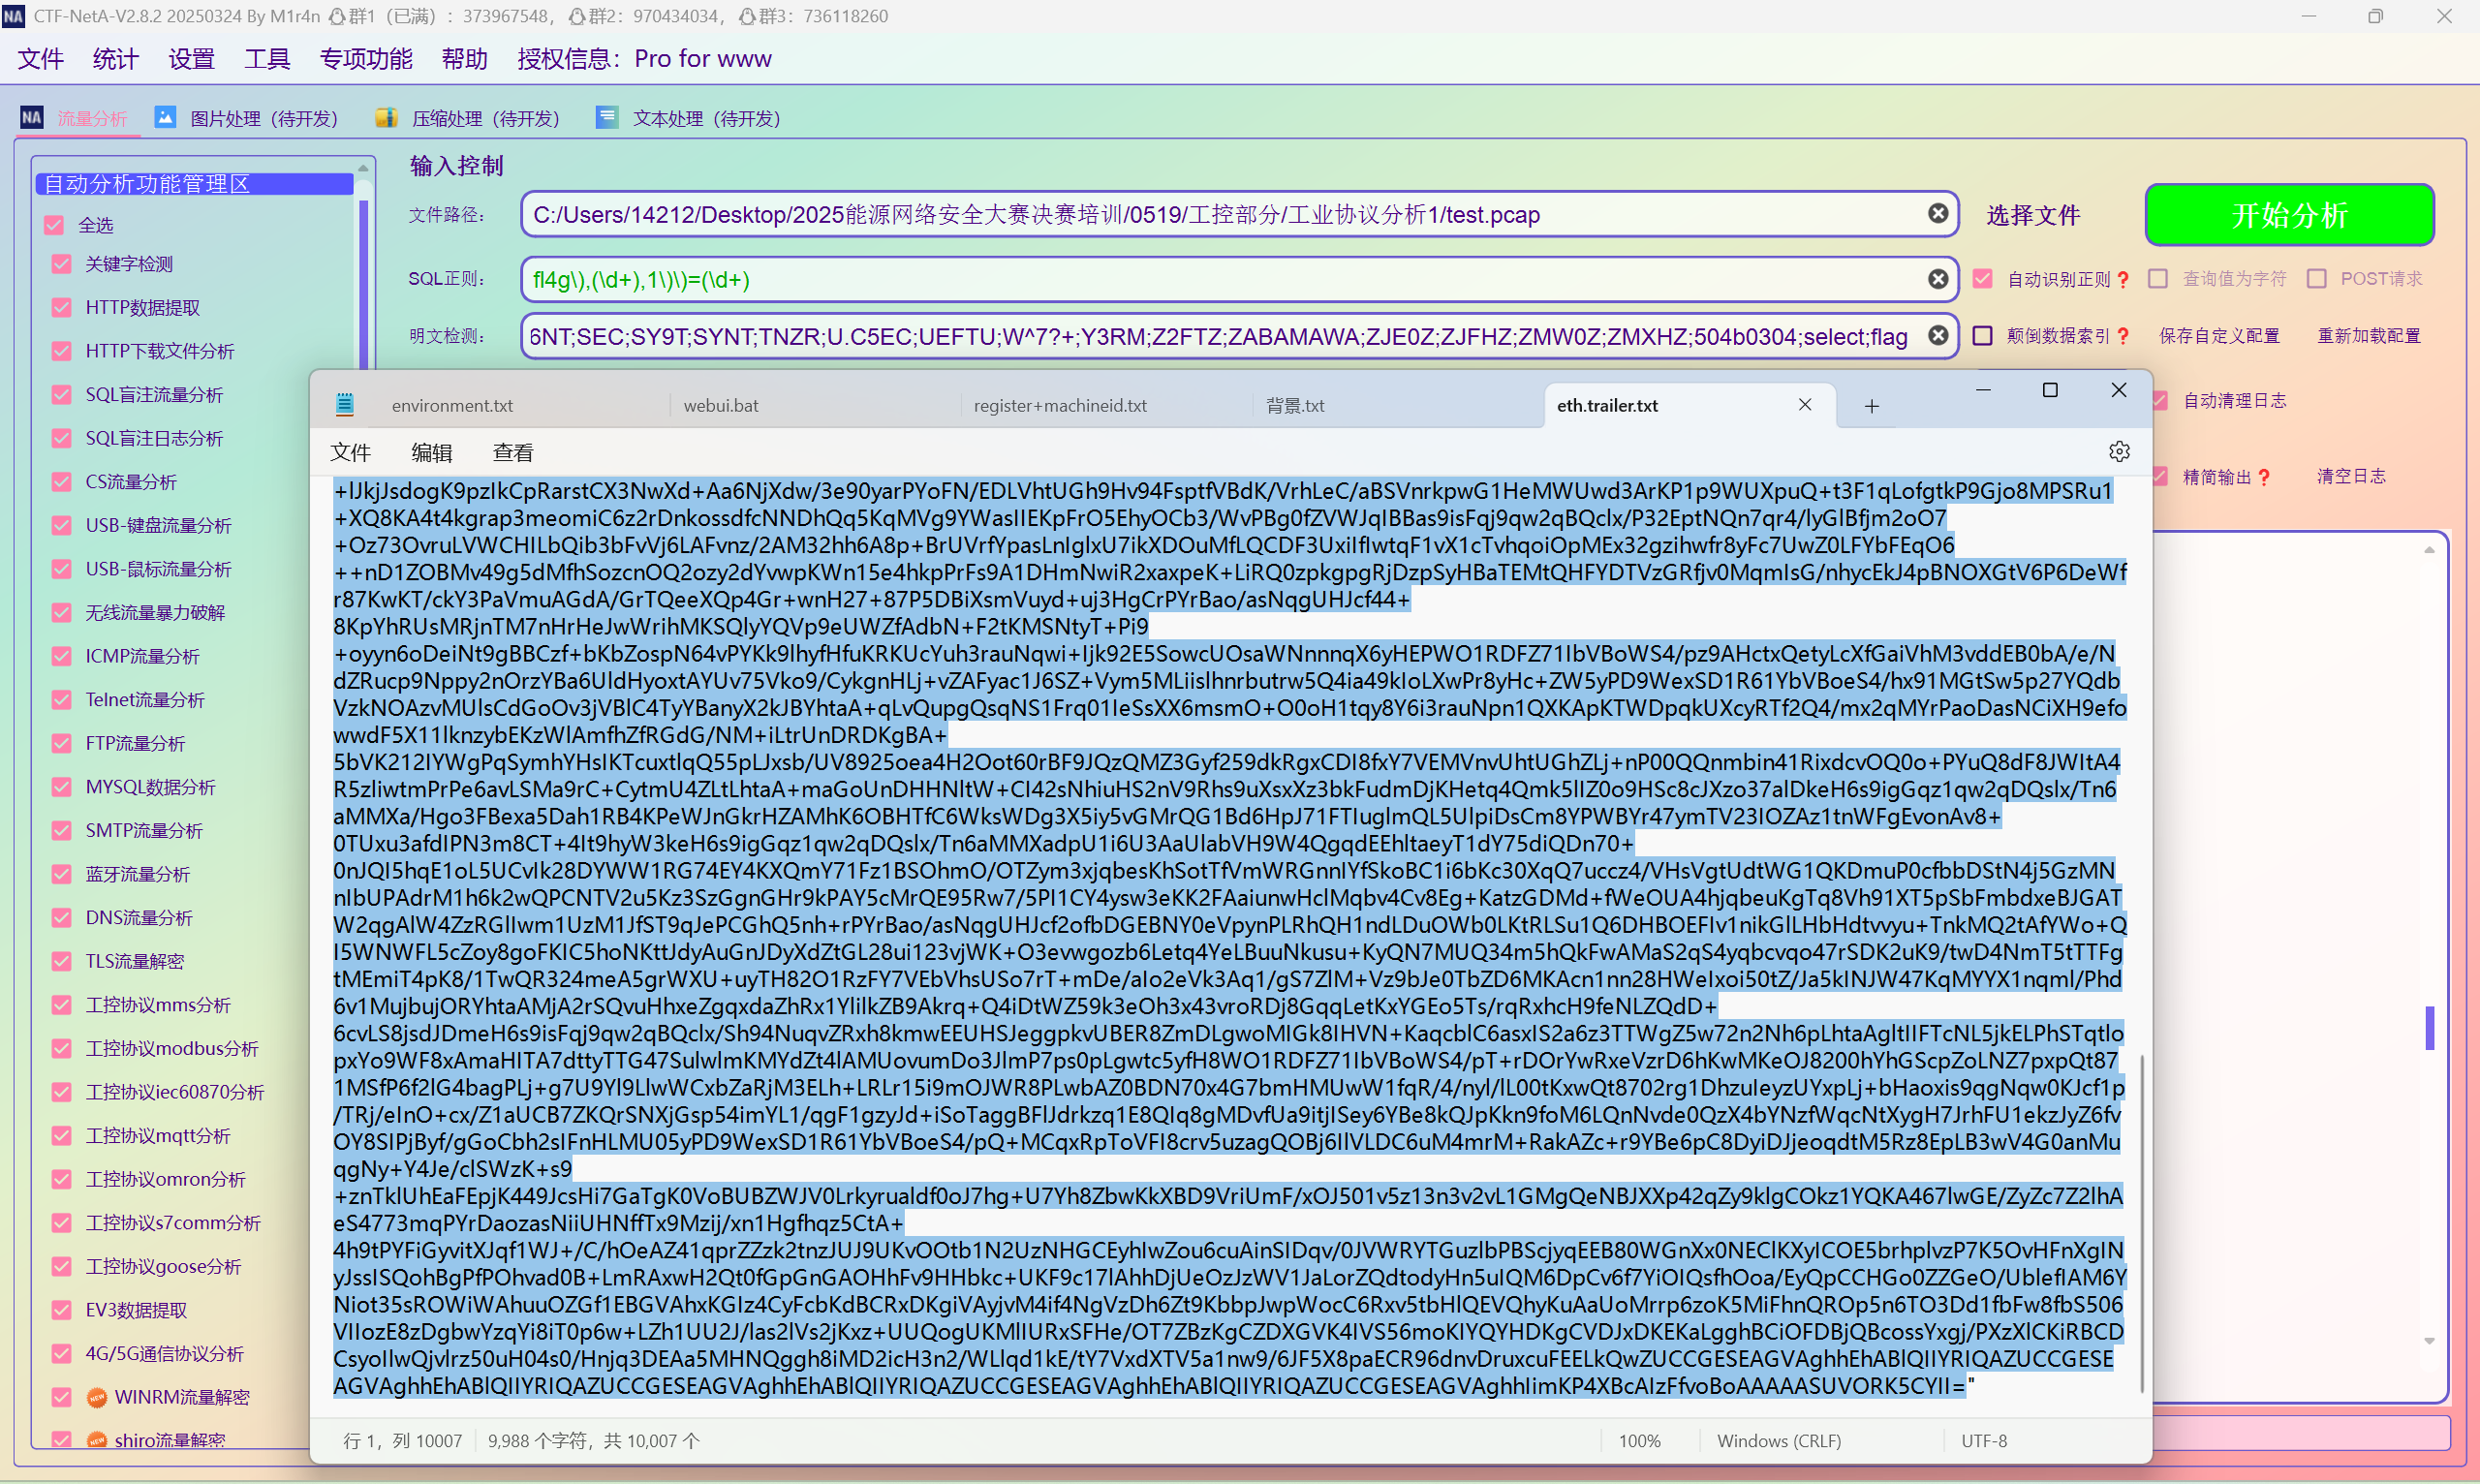 CTF-NetA-V2.8.2 20250324 By M1r4n 群1（已满）：373967548，群2：970434034，群3：736118260
文件 统计 设置 工具 专项功能 帮助 授权信息：Pro for www
NA 流量分析 图片处理（待开发） 压缩处理（待开发） 文本处理（待开发）
自动分析功能管理区
全选
关键字检测
HTTP数据提取
HTTP下载文件分析
SQL盲注流量分析
SQL盲注日志分析
CS流量分析
USB-键盘流量分析
USB-鼠标流量分析
无线流量暴力破解
ICMP流量分析
Telnet流量分析
FTP流量分析
MYSQL数据分析
SMTP流量分析
蓝牙流量分析
DNS流量分析
TLS流量解密
工控协议mms分析
工控协议modbus分析
工控协议iec60870分析
工控协议mqtt分析
工控协议omron分析
工控协议s7comm分析
工控协议goose分析
EV3数据提取
4G/5G通信协议分析
WINRM流量解密
shiro流量解密
输入控制
文件路径： C:/Users/14212/Desktop/2025能源网络安全大赛决赛培训/0519/工控部分/工业协议分析1/test.pcap 选择文件 开始分析
SQL正则： fl4g\),(\d+),1\)\)=(\d+) 自动识别正则❓ 查询值为字符 POST请求
明文检测： 6NT;SEC;SY9T;SYNT;TNZR;U.C5EC;UEFTU;W^7?+;Y3RM;Z2FTZ;ZABAMAWA;ZJE0Z;ZJFHZ;ZMW0Z;ZMXHZ;504b0304;select;flag 颠倒数据索引❓ 保存自定义配置 重新加载配置
自动清理日志
精简输出❓ 清空日志
environment.txt webui.bat register+machineid.txt 背景.txt eth.trailer.txt
文件 编辑 查看
+IJkjJsdogK9pzIkCpRarstCX3NwXd+Aa6NjXdw/3e90yarPYoFN/EDLVhtUGh9Hv94FsptfVBdK/VrhLeC/aBSVnrkpwG1HeMWUwd3ArKP1p9WUXpuQ+t3F1qLofgtkP9Gjo8MPSRu1
+XQ8KA4t4kgrap3meomiC6z2rDnkossdfcNNDhQq5KqMVg9YWasIIEKpFrO5EhyOCb3/WvPBg0fZVWJqIBBas9isFqj9qw2qBQclx/P32EptNQn7qr4/lyGlBfjm2oO7
+Oz73OvruLVWCHILbQib3bFvVj6LAFvnz/2AM32hh6A8p+BrUVrfYpasLnIglxU7ikXDOuMfLQCDF3UxiIfIwtqF1vX1cTvhqoiOpMEx32gzihwfr8yFc7UwZ0LFYbFEqO6
++nD1ZOBMv49g5dMfhSozcnOQ2ozy2dYvwpKWn15e4hkpPrFs9A1DHmNwiR2xaxpeK+LiRQ0zpkgpgRjDzpSyHBaTEMtQHFYDTVzGRfjv0MqmIsG/nhycEkJ4pBNOXGtV6P6DeWf
r87KwKT/ckY3PaVmuAGdA/GrTQeeXQp4Gr+wnH27+87P5DBiXsmVuyd+uj3HgCrPYrBao/asNqgUHJcf44+
8KpYhRUsMRjnTM7nHrHeJwWrihMKSQlyYQVp9eUWZfAdbN+F2tKMSNtyT+Pi9
+oyyn6oDeiNt9gBBCzf+bKbZospN64vPYKk9lhyfHfuKRKUcYuh3rauNqwi+Ijk92E5SowcUOsaWNnnnqX6yHEPWO1RDFZ71IbVBoWS4/pz9AHctxQetyLcXfGaiVhM3vddEB0bA/e/N
dZRucp9Nppy2nOrzYBa6UldHyoxtAYUv75Vko9/CykgnHLj+vZAFyac1J6SZ+Vym5MLiislhnrbutrw5Q4ia49kIoLXwPr8yHc+ZW5yPD9WexSD1R61YbVBoeS4/hx91MGtSw5p27YQdb
VzkNOAzvMUlsCdGoOv3jVBlC4TyYBanyX2kJBYhtaA+qLvQupgQsqNS1Frq01IeSsXX6msmO+O0oH1tqy8Y6i3rauNpn1QXKApKTWDpqkUXcyRTf2Q4/mx2qMYrPaoDasNCiXH9efo
wwdF5X11lknzybEKzWlAmfhZfRGdG/NM+iLtrUnDRDKgBA+
5bVK212IYWgPqSymhYHsIKTcuxtlqQ55pLJxsb/UV8925oea4H2Oot60rBF9JQzQMZ3Gyf259dkRgxCDI8fxY7VEMVnvUhtUGhZLj+nP00QQnmbin41RixdcvOQ0o+PYuQ8dF8JWItA4
R5zliwtmPrPe6avLSMa9rC+CytmU4ZLtLhtaA+maGoUnDHHNltW+CI42sNhiuHS2nV9Rhs9uXsxXz3bkFudmDjKHetq4Qmk5lIZ0o9HSc8cJXzo37alDkeH6s9igGqz1qw2qDQslx/Tn6
aMMXa/Hgo3FBexa5Dah1RB4KPeWJnGkrHZAMhK6OBHTfC6WksWDg3X5iy5vGMrQG1Bd6HpJ71FTIugImQL5UlpiDsCm8YPWBYr47ymTV23IOZAz1tnWFgEvonAv8+
0TUxu3afdIPN3m8CT+4It9hyW3keH6s9igGqz1qw2qDQslx/Tn6aMMXadpU1i6U3AaUlabVH9W4QgqdEEhltaeyT1dY75diQDn70+
0nJQI5hqE1oL5UCvlk28DYWW1RG74EY4KXQmY71Fz1BSOhmO/OTZym3xjqbesKhSotTfVmWRGnnIYfSkoBC1i6bKc30XqQ7uccz4/VHsVgtUdtWG1QKDmuP0cfbbDStN4j5GzMN
nIbUPAdrM1h6k2wQPCNTV2u5Kz3SzGgnGHr9kPAY5cMrQE95Rw7/5PI1CY4ysw3eKK2FAaiunwHclMqbv4Cv8Eg+KatzGDMd+fWeOUA4hjqbeuKgTq8Vh91XT5pSbFmbdxeBJGAT
W2qgAlW4ZzRGlIwm1UzM1JfST9qJePCGhQ5nh+rPYrBao/asNqgUHJcf2ofbDGEBNY0eVpynPLRhQH1ndLDuOWb0LKtRLSu1Q6DHBOEFIv1nikGlLHbHdtvvyu+TnkMQ2tAfYWo+Q
I5WNWFL5cZoy8goFKIC5hoNKttJdyAuGnJDyXdZtGL28ui123vjWK+O3evwgozb6Letq4YeLBuuNkusu+KyQN7MUQ34m5hQkFwAMaS2qS4yqbcvqo47rSDK2uK9/twD4NmT5tTTFg
tMEmiT4pK8/1TwQR324meA5grWXU+uyTH82O1RzFY7VEbVhsUSo7rT+mDe/aIo2eVk3Aq1/gS7ZlM+Vz9bJe0TbZD6MKAcn1nn28HWeIxoi50tZ/Ja5kINJW47KqMYYX1nqml/Phd
6v1MujbujORYhtaAMjA2rSQvuHhxeZgqxdaZhRx1YIilkZB9Akrq+Q4iDtWZ59k3eOh3x43vroRDj8GqqLetKxYGEo5Ts/rqRxhcH9feNLZQdD+
6cvLS8jsdJDmeH6s9isFqj9qw2qBQclx/Sh94NuqvZRxh8kmwEEUHSJeggpkvUBER8ZmDLgwoMIGk8IHVN+KaqcblC6asxIS2a6z3TTWgZ5w72n2Nh6pLhtaAgltIIFTcNL5jkELPhSTqtlo
pxYo9WF8xAmaHITA7dttyTTG47SulwlmKMYdZt4lAMUovumDo3JlmP7ps0pLgwtc5yfH8WO1RDFZ71IbVBoWS4/pT+rDOrYwRxeVzrD6hKwMKeOJ8200hYhGScpZoLNZ7pxpQt87
1MSfP6f2lG4bagPLj+g7U9Yl9LlwWCxbZaRjM3ELh+LRLr15i9mOJWR8PLwbAZ0BDN70x4G7bmHMUwW1fqR/4/nyl/lL00tKxwQt8702rg1DhzuIeyzUYxpLj+bHaoxis9qgNqw0KJcf1p
/TRj/eInO+cx/Z1aUCB7ZKQrSNXjGsp54imYL1/qgF1gzyJd+iSoTaggBFlJdrkzq1E8QIq8gMDvfUa9itjISey6YBe8kQJpKkn9foM6LQnNvde0QzX4bYNzfWqcNtXygH7JrhFU1ekzJyZ6fv
OY8SIPjByf/gGoCbh2sIFnHLMU05yPD9WexSD1R61YbVBoeS4/pQ+MCqxRpToVFI8crv5uzagQOBj6IlVLDC6uM4mrM+RakAZc+r9YBe6pC8DyiDJjeoqdtM5Rz8EpLB3wV4G0anMu
qgNy+Y4Je/clSWzK+s9
+znTklUhEaFEpjK449JcsHi7GaTgK0VoBUBZWJV0Lrkyrualdf0oJ7hg+U7Yh8ZbwKkXBD9VriUmF/xOJ501v5z13n3v2vL1GMgQeNBJXXp42qZy9klgCOkz1YQKA467lwGE/ZyZc7Z2lhA
eS4773mqPYrDaozasNiiUHNffTx9Mzij/xn1Hgfhqz5CtA+
4h9tPYFiGyvitXJqf1WJ+/C/hOeAZ41qprZZzk2tnzJUJ9UKvOOtb1N2UzNHGCEyhIwZou6cuAinSIDqv/0JVWRYTGuzlbPBScjyqEEB80WGnXx0NEClKXyICOE5brhplvzP7K5OvHFnXgIN
yJssISQohBgPfPOhvad0B+LmRAxwH2Qt0fGpGnGAOHhFv9HHbkc+UKF9c17lAhhDjUeOzJzWV1JaLorZQdtodyHn5uIQM6DpCv6f7YiOIQsfhOoa/EyQpCCHGo0ZZGeO/UblefIAM6Y
Niot35sROWiWAhuuOZGf1EBGVAhxKGIz4CyFcbKdBCRxDKgiVAyjvM4if4NgVzDh6Zt9KbbpJwpWocC6Rxv5tbHlQEVQhyKuAaUoMrrp6zoK5MiFhnQROp5n6TO3Dd1fbFw8fbS506
VIIozE8zDgbwYzqYi8iT0p6w+LZh1UU2J/las2lVs2jKxz+UUQogUKMlIURxSFHe/OT7ZBzKgCZDXGVK4IVS56moKIYQYHDKgCVDJxDKEKaLgghBCiOFDBjQBcossYxgj/PXzXlCKiRBCD
CsyoIlwQjvlrz50uH04s0/Hnjq3DEAa5MHNQggh8iMD2icH3n2/WLlqd1kE/tY7VxdXTV5a1nw9/6JF5X8paECR96dnvDruxcuFEELkQwZUCCGESEAGVAghhEhABlQIIYRIQAZUCCGESE
AGVAghhEhABlQIIYRIQAZUCCGESEAGVAghhEhABlQIIYRIQAZUCCGESEAGVAghhEhABlQIIYRIQAZUCCGESEAGVAghhIimKP4XBcAIzFfvoBoAAAAASUVORK5CYII="
行 1，列 10007 9,988 个字符，共 10,007 个 100% Windows (CRLF) UTF-8